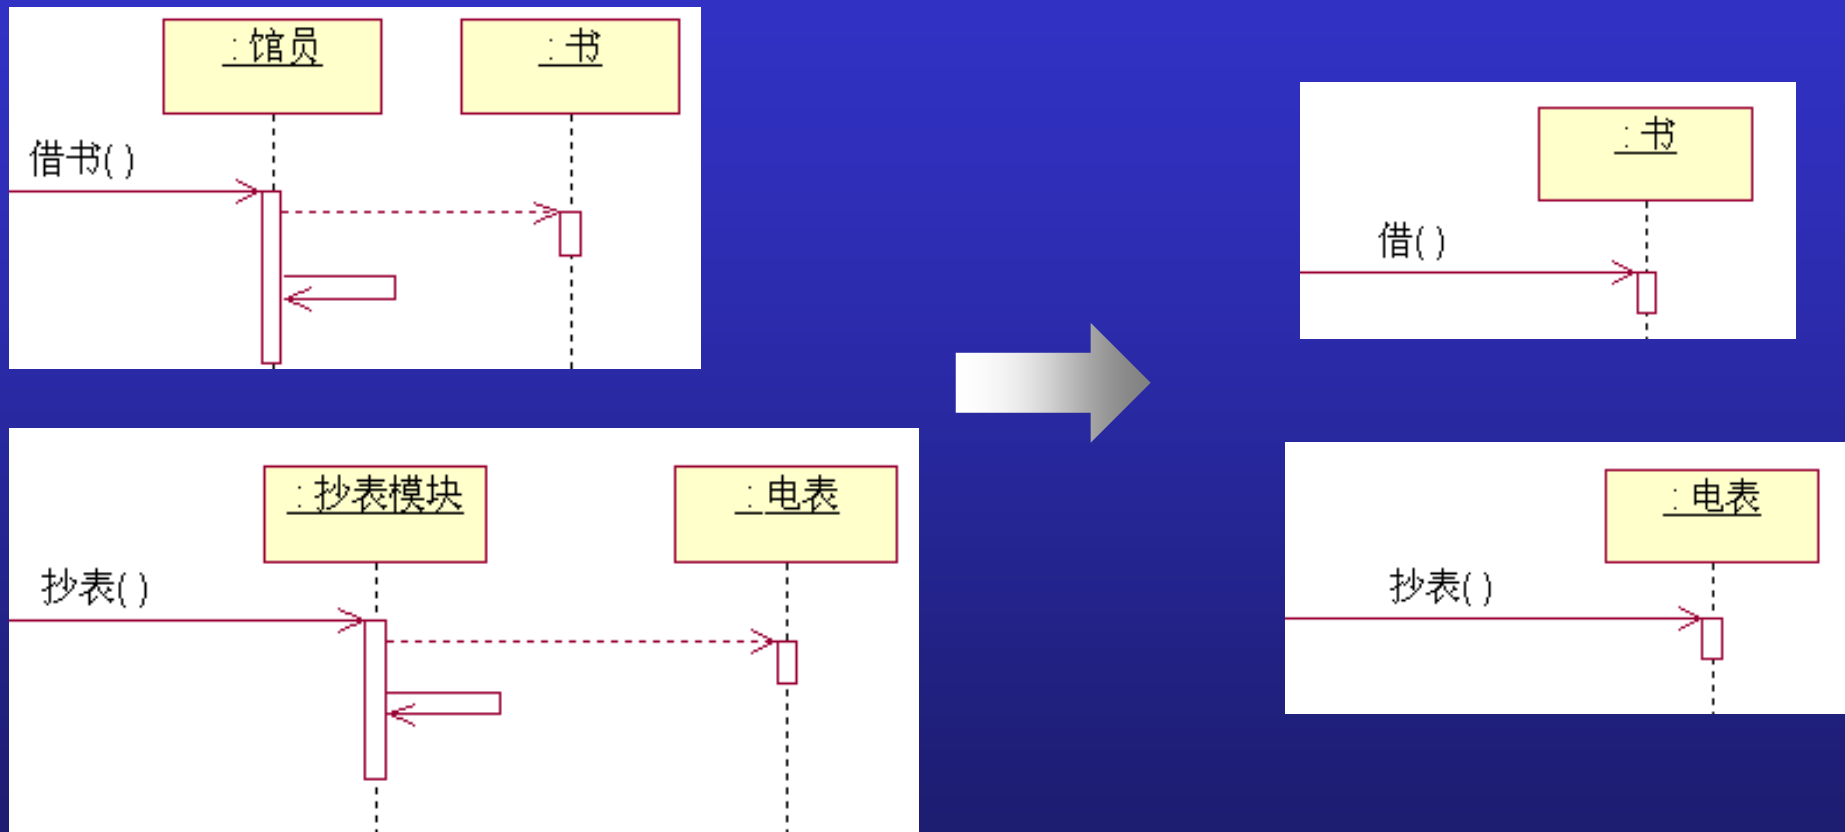 : 馆员
: 书
借书( )
: 书
借( )
: 抄表模块
: 电表
抄表( )
: 电表
抄表( )